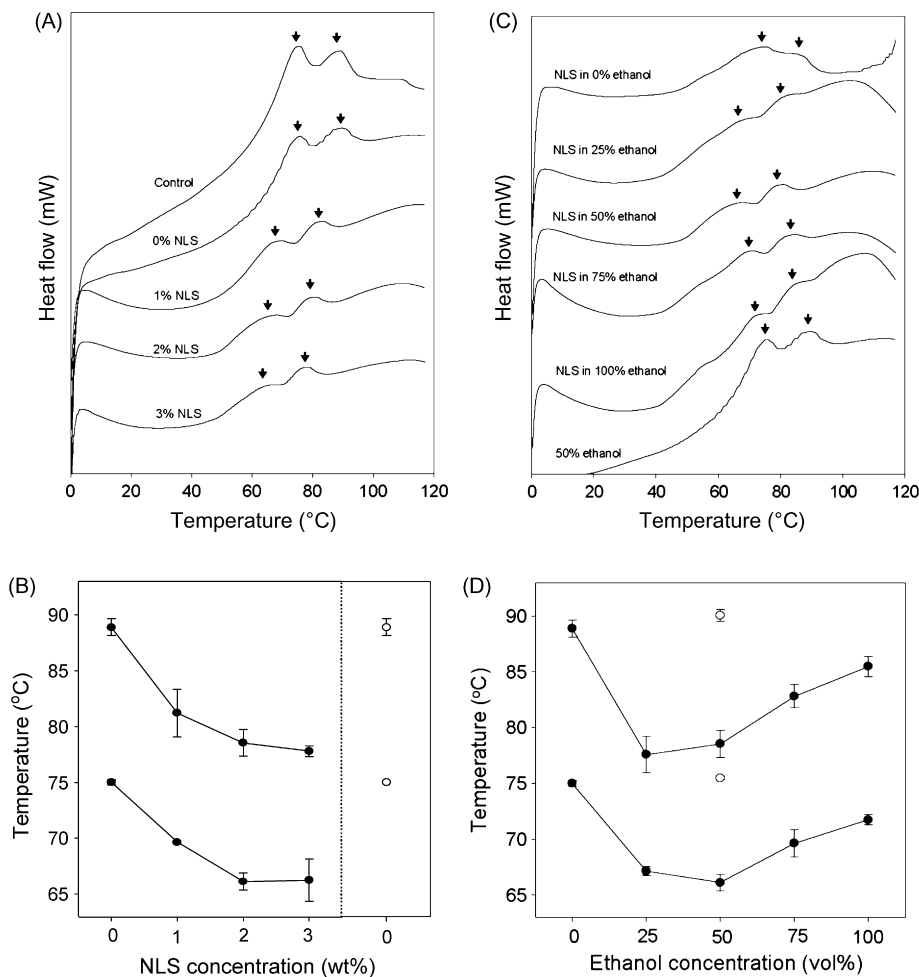 (A)
Heat flow (mW)
Control
0% NLS
1% NLS
2% NLS
3% NLS
0 20 40 60 80 100 120
Temperature (°C)
(C)
Heat flow (mW)
NLS in 0% ethanol
NLS in 25% ethanol
NLS in 50% ethanol
NLS in 75% ethanol
NLS in 100% ethanol
50% ethanol
0 20 40 60 80 100 120
Temperature (°C)
(B)
Temperature (°C)
90
85
80
75
70
65
0 1 2 3 0
NLS concentration (wt%)
(D)
Temperature (°C)
90
85
80
75
70
65
0 25 50 75 100
Ethanol concentration (vol%)